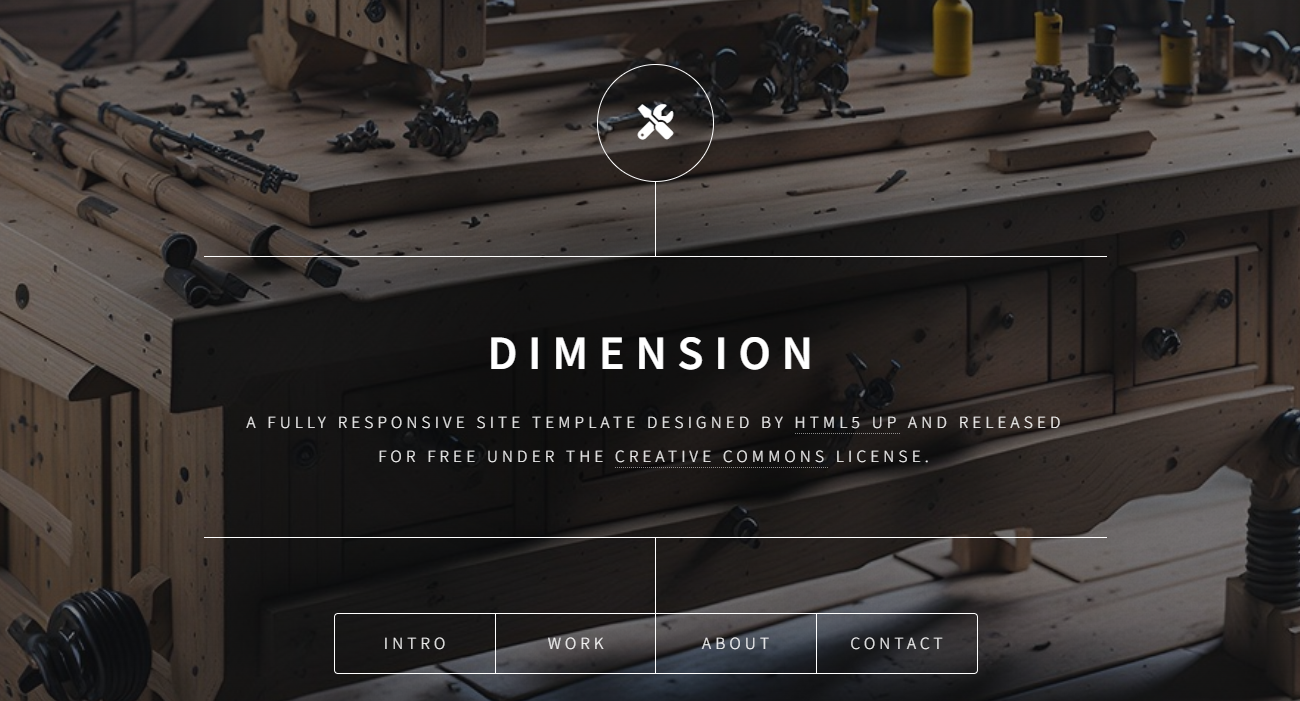 DIMENSION
A FULLY RESPONSIVE SITE TEMPLATE DESIGNED BY HTML5 UP AND RELEASED
FOR FREE UNDER THE CREATIVE COMMONS LICENSE.
INTRO WORK ABOUT CONTACT